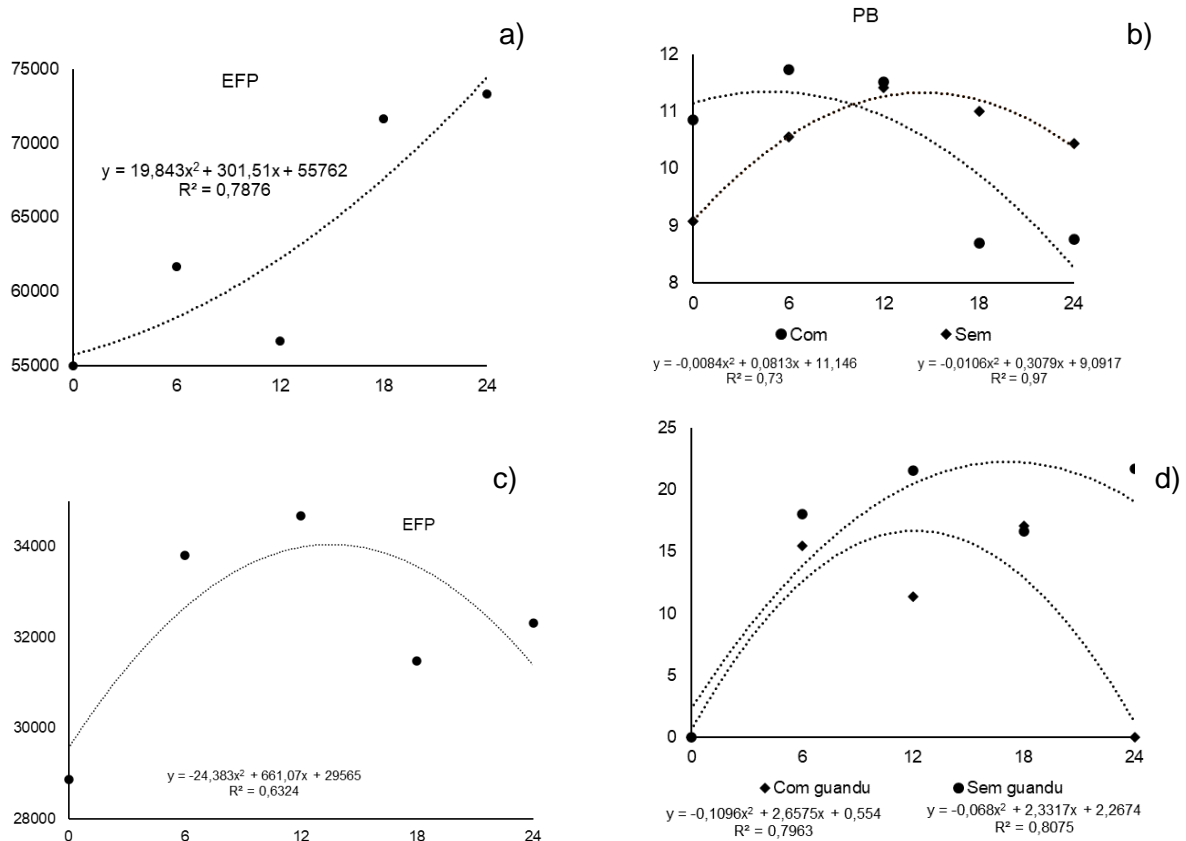 a)
EFP
75000
70000
65000
60000
55000
y = 19,843x² + 301,51x + 55762
R² = 0,7876
0 6 12 18 24
PB
b)
12
11
10
9
8
0 6 12 18 24
Com Sem
y = -0,0084x² + 0,0813x + 11,146 y = -0,0106x² + 0,3079x + 9,0917
R² = 0,73 R² = 0,97
c)
EFP
34000
32000
30000
28000
y = -24,383x² + 661,07x + 29565
R² = 0,6324
0 6 12 18 24
d)
25
20
15
10
5
0
0 6 12 18 24
Com guandu Sem guandu
y = -0,1096x² + 2,6575x + 0,554 y = -0,068x² + 2,3317x + 2,2674
R² = 0,7963 R² = 0,8075